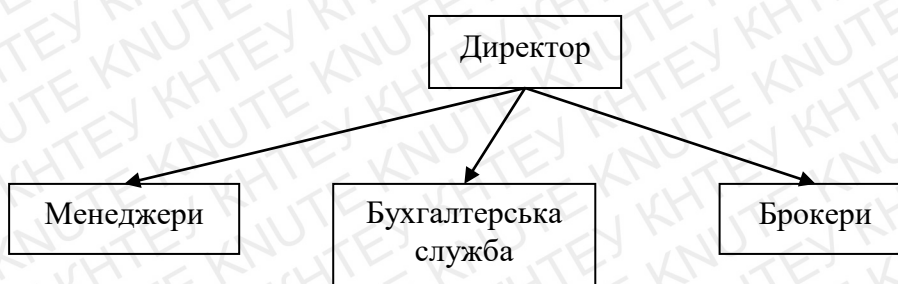 Директор
Менеджери
Бухгалтерська
служба
Брокери